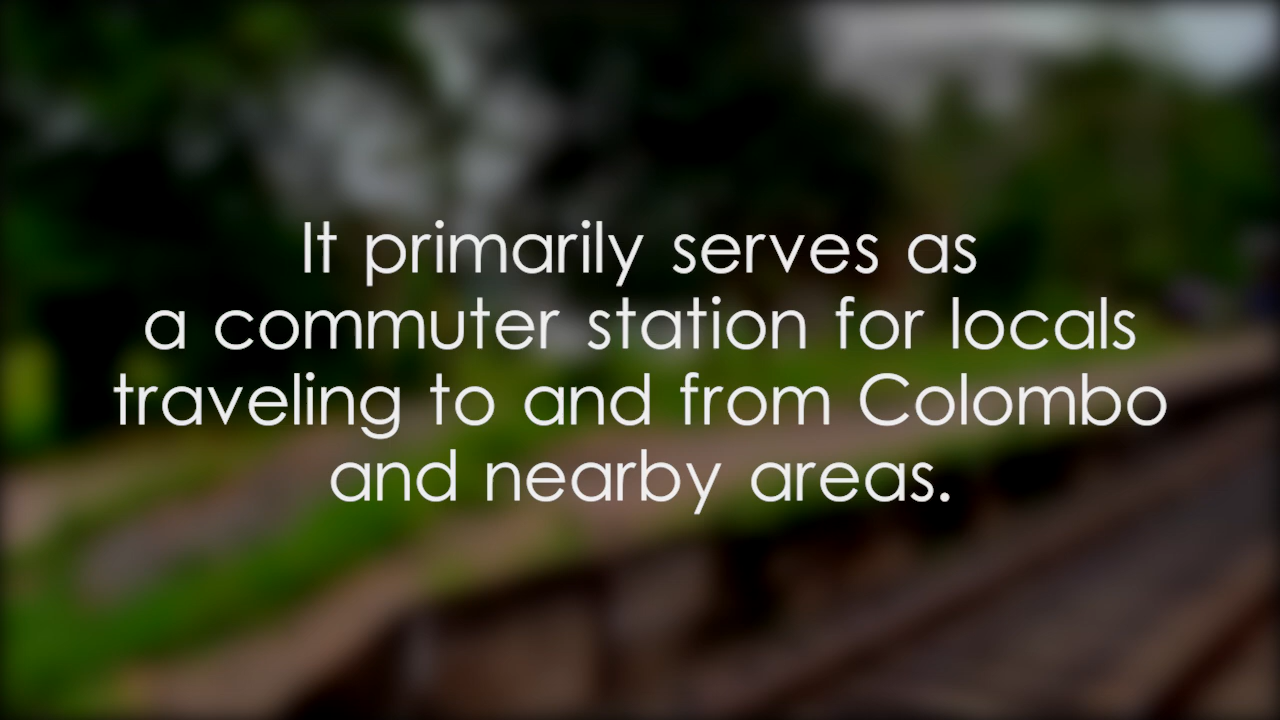 It primarily serves as
a commuter station for locals
traveling to and from Colombo
and nearby areas.